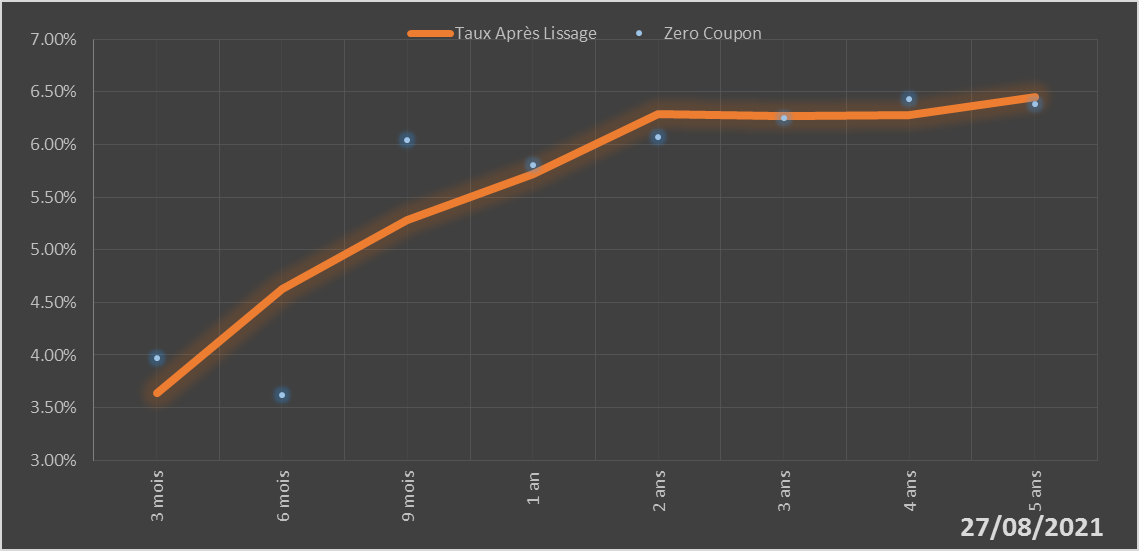 Taux Après Lissage
Zero Coupon
7.00%
6.50%
6.00%
5.50%
5.00%
4.50%
4.00%
3.50%
3.00%
3 mois
6 mois
9 mois
1 an
2 ans
3 ans
4 ans
5 ans
27/08/2021